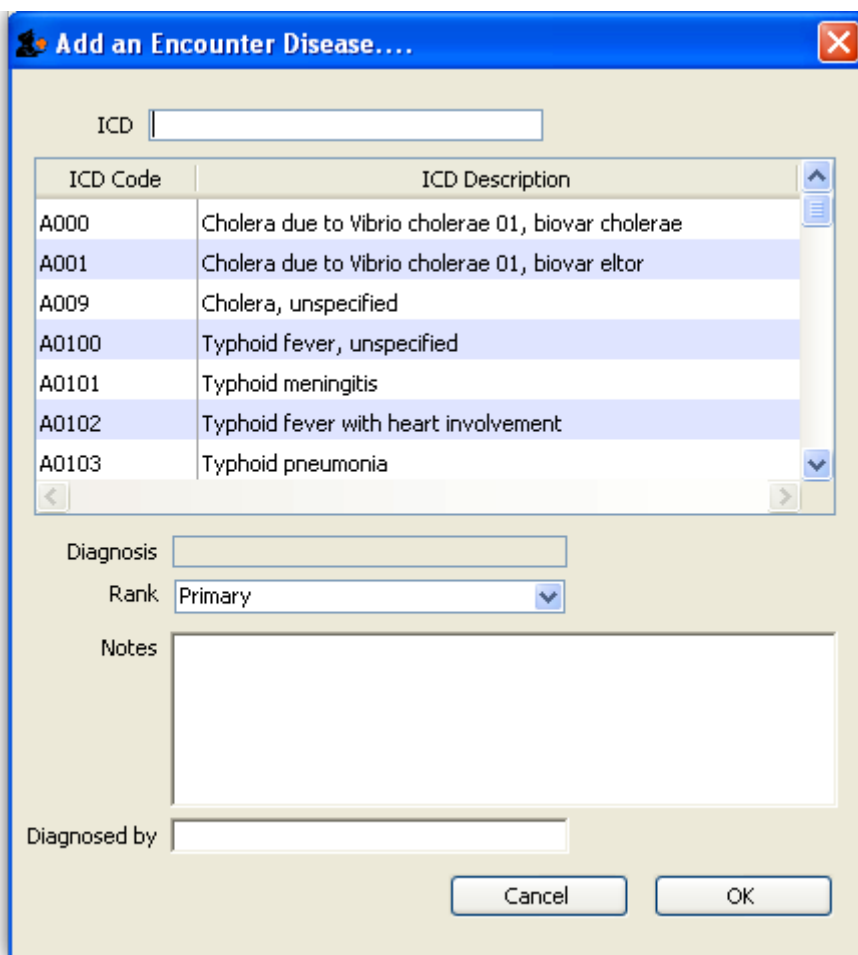 Add an Encounter Disease....
ICD
ICD Code ICD Description
A000 Cholera due to Vibrio cholerae 01, biovar cholerae
A001 Cholera due to Vibrio cholerae 01, biovar eltor
A009 Cholera, unspecified
A0100 Typhoid fever, unspecified
A0101 Typhoid meningitis
A0102 Typhoid fever with heart involvement
A0103 Typhoid pneumonia
Diagnosis
Rank Primary
Notes
Diagnosed by
Cancel OK